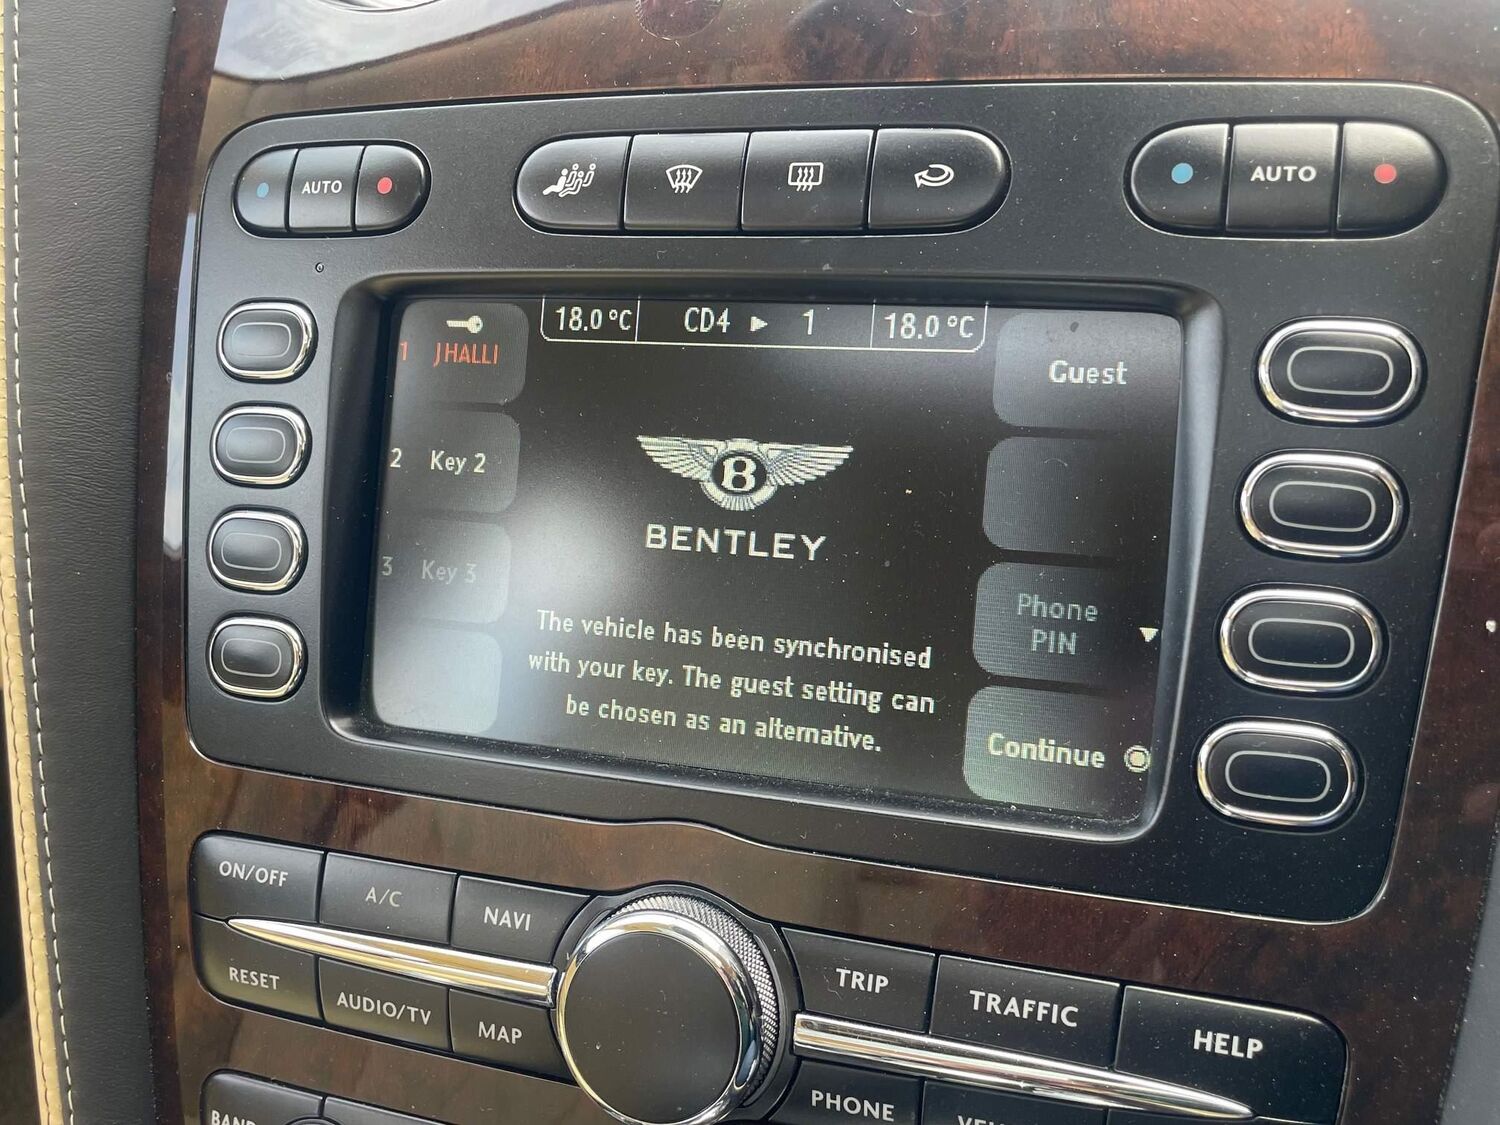 AUTO
AUTO
18.0 °C
CD4 ► 1
18.0 °C
1 JHALLI
Guest
2 Key 2
B
BENTLEY
3 Key 3
Phone
PIN
The vehicle has been synchronised
with your key. The guest setting can
be chosen as an alternative.
Continue
ON/OFF
A/C
NAVI
RESET
AUDIO/TV
MAP
TRIP
TRAFFIC
HELP
BAND
PHONE